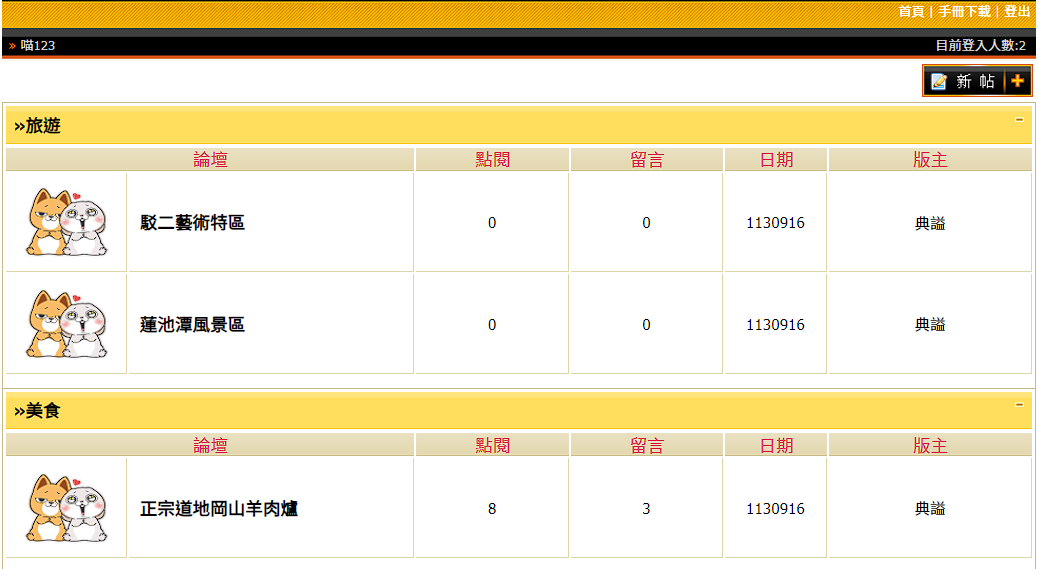 首頁 | 手冊下載 | 登出
» 喵123 目前登入人數:2
新 帖
»旅遊
論壇 點閱 留言 日期 版主
駁二藝術特區 0 0 1130916 典謚
蓮池潭風景區 0 0 1130916 典謚
»美食
論壇 點閱 留言 日期 版主
正宗道地岡山羊肉爐 8 3 1130916 典謚